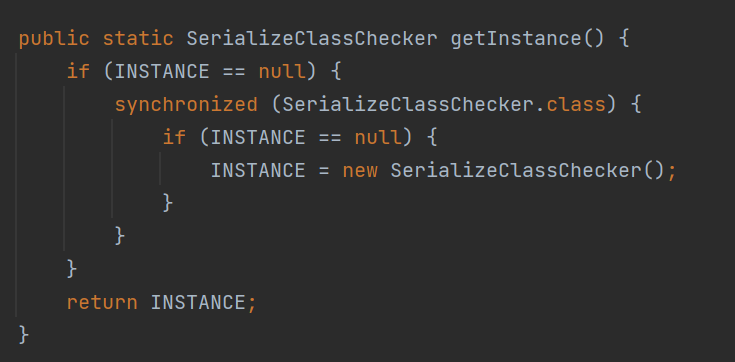 public static SerializeClassChecker getInstance() {
    if (INSTANCE == null) {
        synchronized (SerializeClassChecker.class) {
            if (INSTANCE == null) {
                INSTANCE = new SerializeClassChecker();
            }
        }
    }
    return INSTANCE;
}